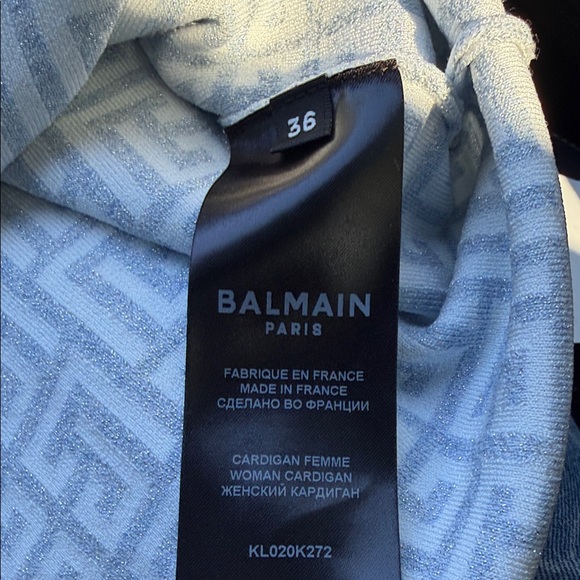 36
BALMAIN
PARIS
FABRIQUE EN FRANCE
MADE IN FRANCE
СДЕЛАНО ВО ФРАНЦИИ
CARDIGAN FEMME
WOMAN CARDIGAN
ЖЕНСКИЙ КАРДИГАН
KL020K272